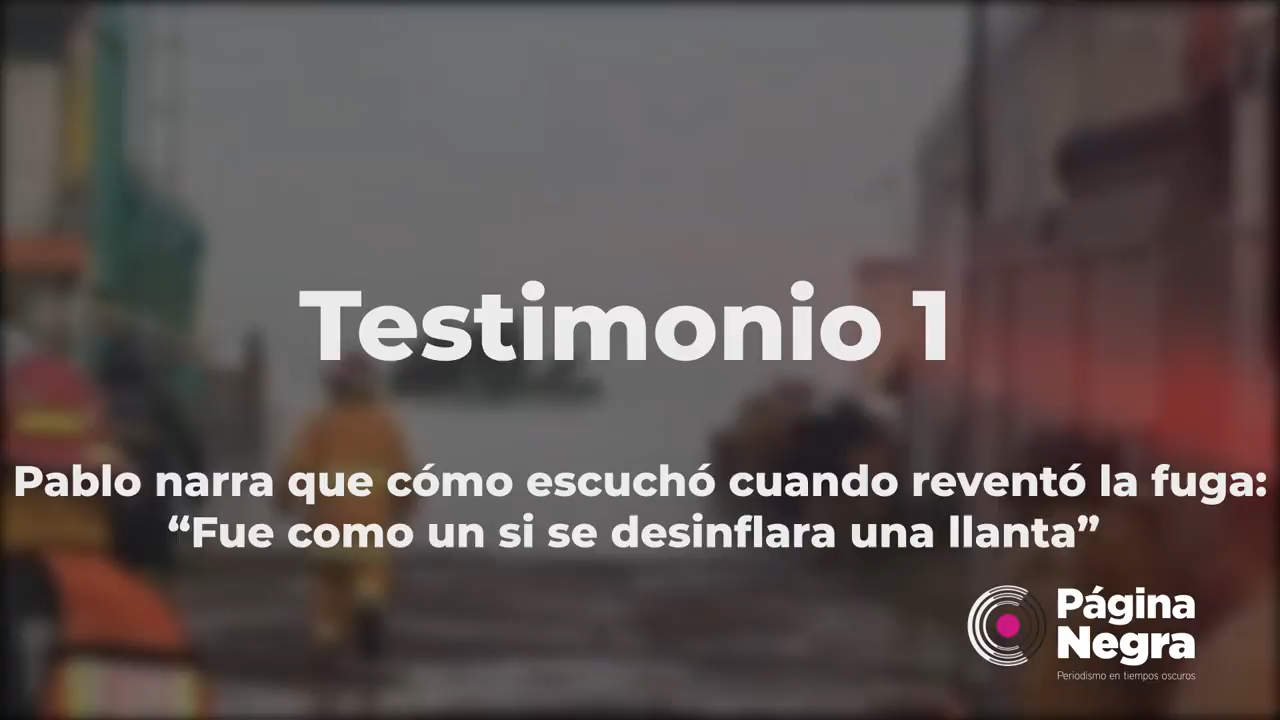 Testimonio 1
Pablo narra que cómo escuchó cuando reventó la fuga:
“Fue como un si se desinflara una llanta”
Página
Negra
Periodismo en tiempos oscuros